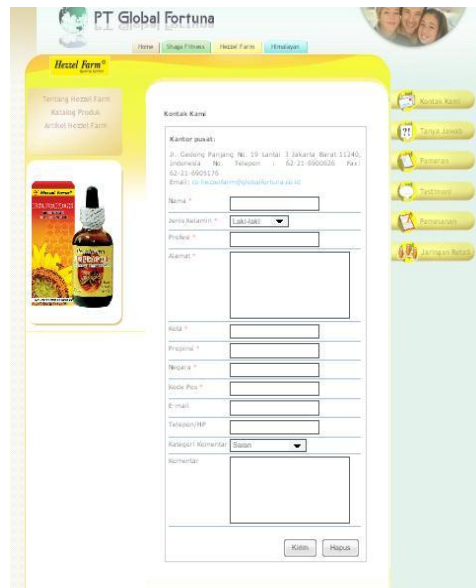 PT Global Fortuna
Home
Shaga Fitness
Hezzel Farm
Himalayan
Hezzel Farm®
Tentang Hezzel Farm
Katalog Produk
Artikel Hezzel Farm
Kontak Kami
Kantor pusat:
Jl. Gedong Panjang No. 19 Lantai 3 Jakarta Barat 11240,
Indonesia No. Telepon : 62-21-6900626 Fax:
62-21-6905176
Nama *
Jenis Kelamin * Laki-laki
Profesi *
Alamat *
Kota *
Propinsi *
Negara *
Kode Pos *
E-mail
Telepon/HP
Kategori Komentar Saran
Komentar
Kirim
Hapus
Kontak Kami
Tanya Jawab
Pameran
Testimoni
Pemesanan
Jaringan Retail